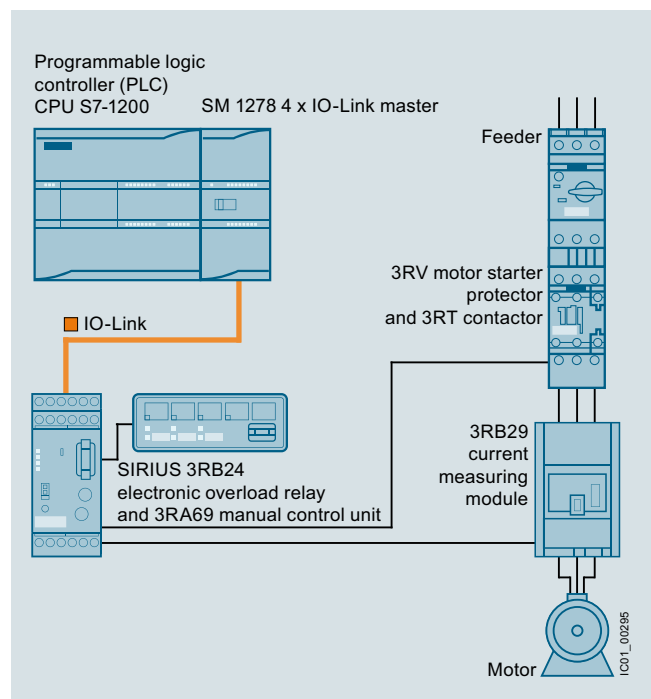 Programmable logic
controller (PLC)
CPU S7-1200
SM 1278 4 x IO-Link master
Feeder
3RV motor starter
protector
and 3RT contactor
IO-Link
3RB29
current
measuring
module
SIRIUS 3RB24
electronic overload relay
and 3RA69 manual control unit
Motor
IC01_00295